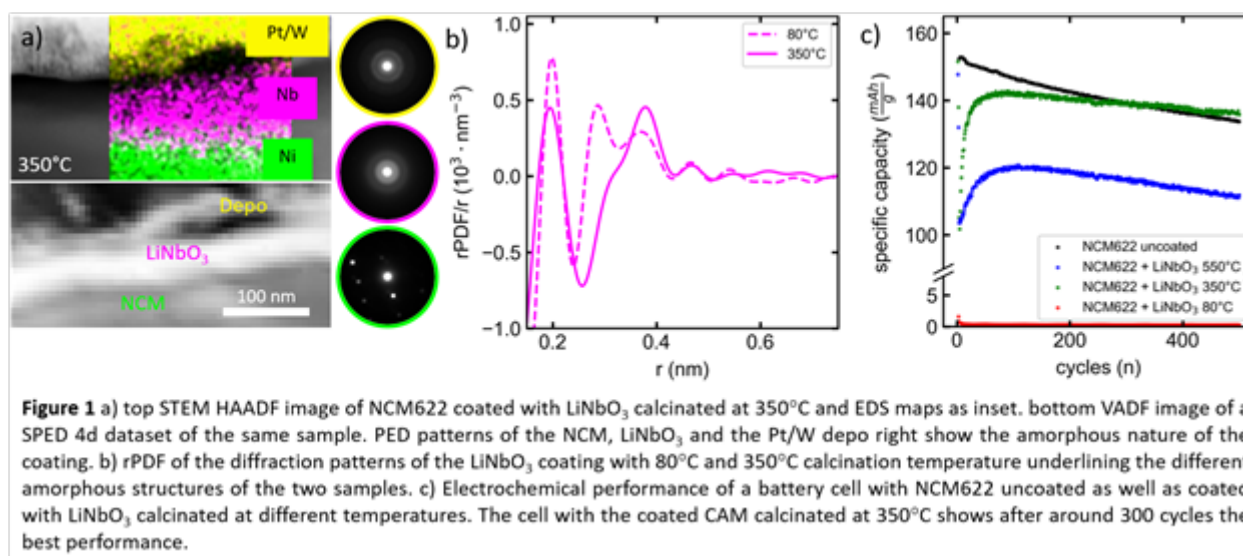 a)
Pt/W
Nb
Ni
350°C
Depo
LiNbO₃
NCM
100 nm
b)
1.0
0.5
0.0
−0.5
−1.0
rPDF/r (10³ · nm⁻³)
80°C
350°C
0.2 0.4 0.6
r (nm)
c)
160
140
120
100
5
0
specific capacity (mAh/g)
NCM622 uncoated
NCM622 + LiNbO₃ 550°C
NCM622 + LiNbO₃ 350°C
NCM622 + LiNbO₃ 80°C
0 200 400
cycles (n)
Figure 1 a) top STEM HAADF image of NCM622 coated with LiNbO₃ calcinated at 350°C and EDS maps as inset. bottom VADF image of a
SPED 4d dataset of the same sample. PED patterns of the NCM, LiNbO₃ and the Pt/W depo right show the amorphous nature of the
coating. b) rPDF of the diffraction patterns of the LiNbO₃ coating with 80°C and 350°C calcination temperature underlining the different
amorphous structures of the two samples. c) Electrochemical performance of a battery cell with NCM622 uncoated as well as coated
with LiNbO₃ calcinated at different temperatures. The cell with the coated CAM calcinated at 350°C shows after around 300 cycles the
best performance.